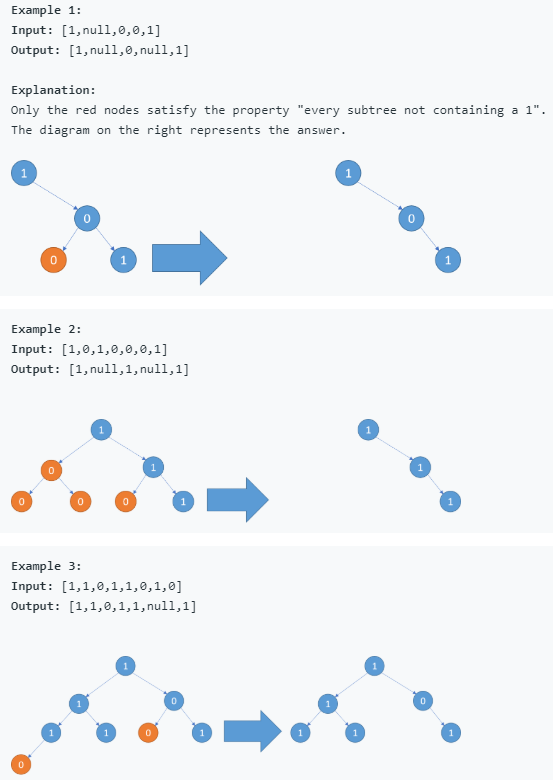 Example 1:
Input: [1,null,0,0,1]
Output: [1,null,0,null,1]
Explanation:
Only the red nodes satisfy the property "every subtree not containing a 1".
The diagram on the right represents the answer.
1 1
0 0
0 1 1
Example 2:
Input: [1,0,1,0,0,0,1]
Output: [1,null,1,null,1]
1 1
0 1 1
0 0 0 1 1
Example 3:
Input: [1,1,0,1,1,0,1,0]
Output: [1,1,0,1,1,null,1]
1 1
1 0 1 0
1 1 0 1 1 1 1
0